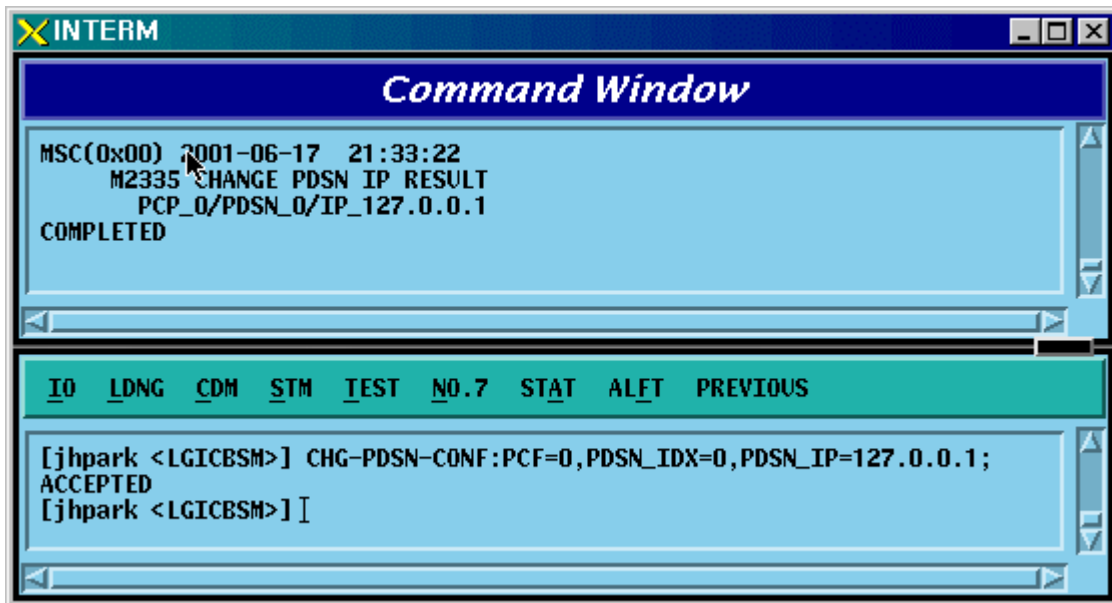 INTERM
Command Window
MSC(0x00) 2001-06-17  21:33:22
M2335 CHANGE PDSN IP RESULT
PCP_0/PDSN_0/IP_127.0.0.1
COMPLETED
IO LDNG CDM STM TEST NO.7 STAT ALFT PREVIOUS
[jhpark <LGICBSM>] CHG-PDSN-CONF:PCF=0,PDSN_IDX=0,PDSN_IP=127.0.0.1;
ACCEPTED
[jhpark <LGICBSM>]